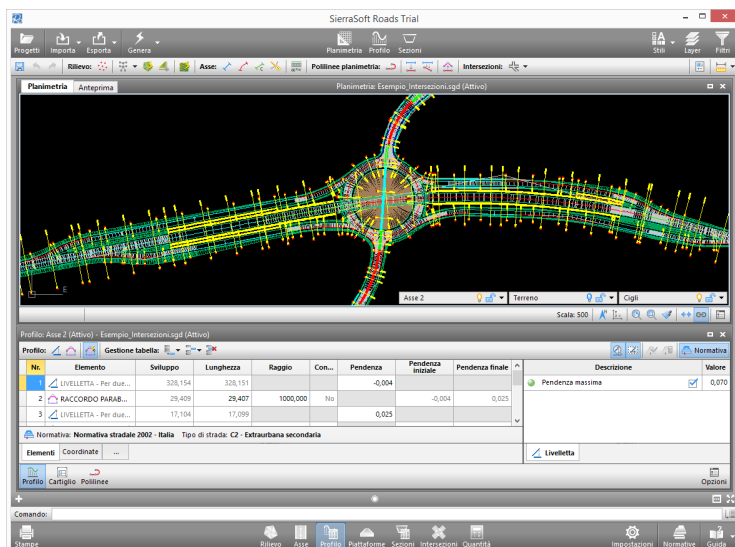 SierraSoft Roads Trial
Progetti Importa Esporta Genera Planimetria Profilo Sezioni Stili Layer Filtri
Rilievo: Asse: Polilinee planimetria: Intersezioni:
Planimetria Anteprima Planimetria: Esempio_Intersezioni.sgd (Attivo)
E
Asse 2 Terreno Cigli
Scala: 500
Profilo: Asse 2 (Attivo) - Esempio_Intersezioni.sgd (Attivo)
Profilo: Gestione tabella: Normativa
Nr. Elemento Sviluppo Lunghezza Raggio Con... Pendenza Pendenza iniziale Pendenza finale Descrizione Valore
1 LIVELLETTA - Per due... 328,154 328,151 -0,004 Pendenza massima 0,070
2 RACCORDO PARAB... 29,409 29,407 1000,000 No -0,004 0,025
3 LIVELLETTA - Per due... 17,104 17,099 0,025
Normativa: Normativa stradale 2002 - Italia Tipo di strada: C2 - Extraurbana secondaria
Elementi Coordinate ... Livelletta
Profilo Cartiglio Polilinee Opzioni
Comando:
Stampe Rilievo Asse Profilo Piattaforme Sezioni Intersezioni Quantità Impostazioni Normative Guida